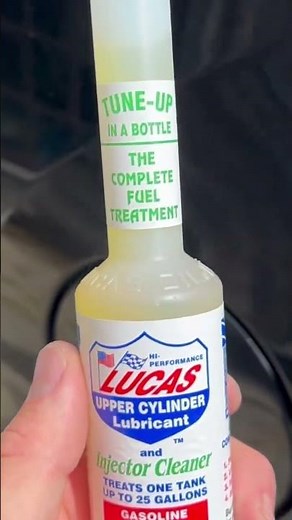 TUNE-UP
IN A BOTTLE
THE
COMPLETE
FUEL
TREATMENT
HI-
PERFORMANCE
LUCAS
UPPER CYLINDER
Lubricant
TM
and
Injector Cleaner
TREATS ONE TANK
UP TO 25 GALLONS
GASOLINE